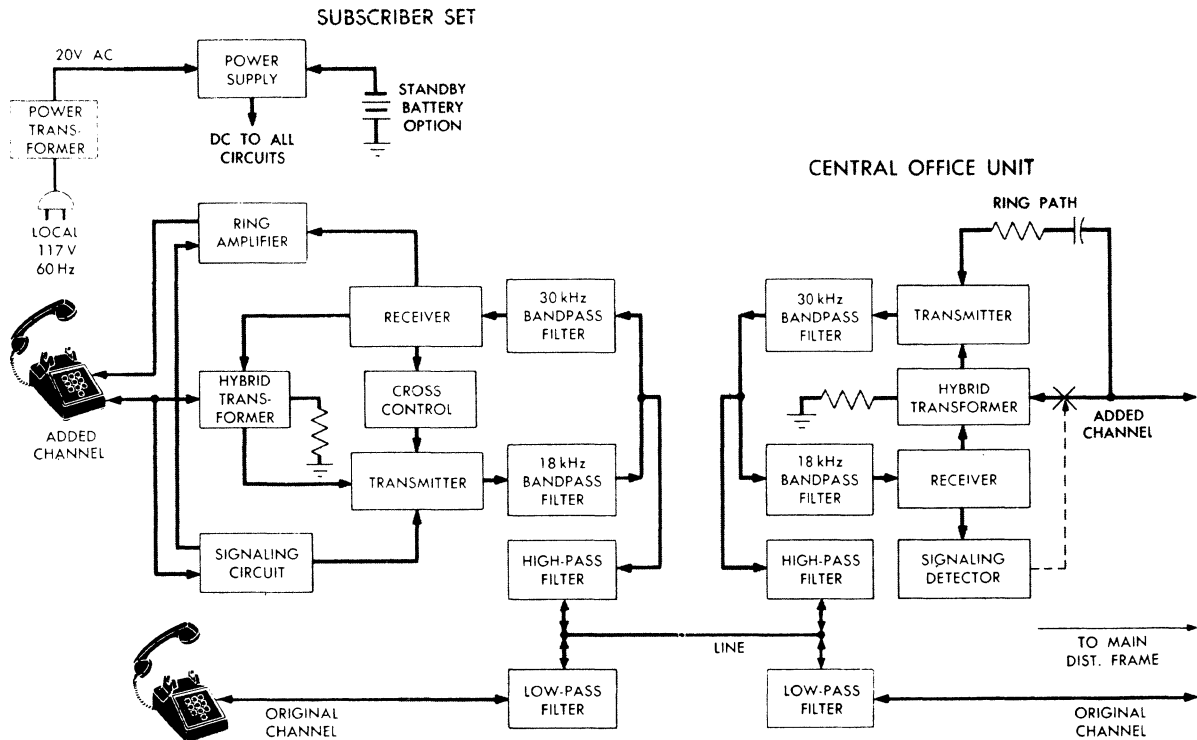 SUBSCRIBER SET
20V AC
POWER
SUPPLY
STANDBY
BATTERY
OPTION
POWER
TRANS-
FORMER
DC TO ALL
CIRCUITS
LOCAL
117 V
60 Hz
RING
AMPLIFIER
RECEIVER
30 kHz
BANDPASS
FILTER
HYBRID
TRANS-
FORMER
CROSS
CONTROL
ADDED
CHANNEL
TRANSMITTER
18 kHz
BANDPASS
FILTER
SIGNALING
CIRCUIT
HIGH-PASS
FILTER
LINE
LOW-PASS
FILTER
ORIGINAL
CHANNEL
CENTRAL OFFICE UNIT
RING PATH
30 kHz
BANDPASS
FILTER
TRANSMITTER
HYBRID
TRANSFORMER
ADDED
CHANNEL
18 kHz
BANDPASS
FILTER
RECEIVER
HIGH-PASS
FILTER
SIGNALING
DETECTOR
TO MAIN
DIST. FRAME
LOW-PASS
FILTER
ORIGINAL
CHANNEL